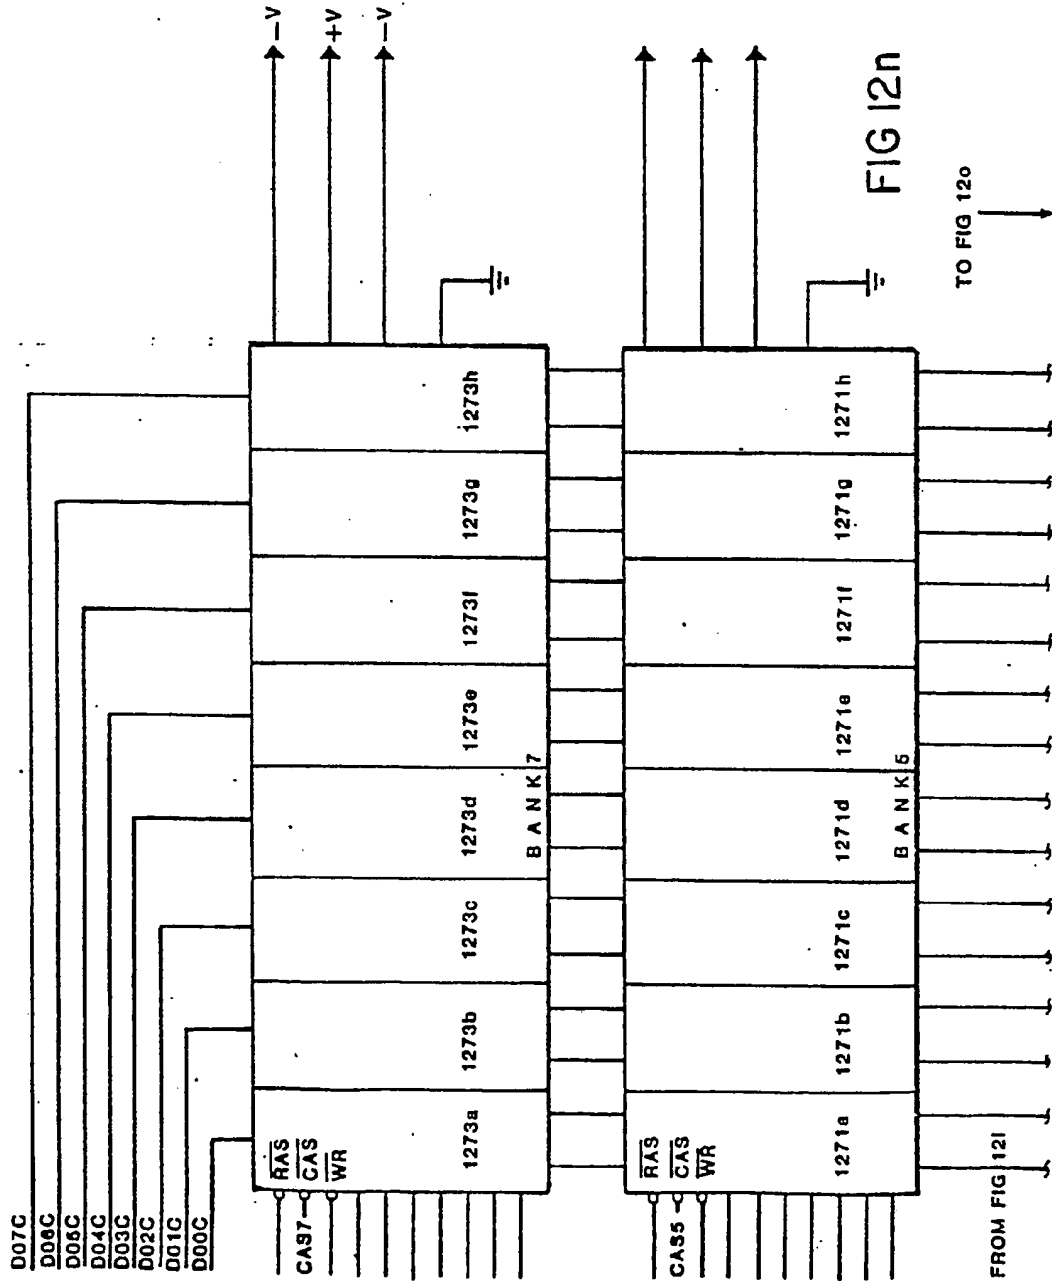 D07C
D06C
D05C
D04C
D03C
D02C
D01C
D00C
-V
+V
-V
RAS
CAS7
CAS
WR
1273a
1273b
1273c
1273d
1273e
1273f
1273g
1273h
BANK 7
RAS
CAS5
CAS
WR
1271a
1271b
1271c
1271d
1271e
1271f
1271g
1271h
BANK 5
FROM FIG 12l
TO FIG 12o
FIG 12n